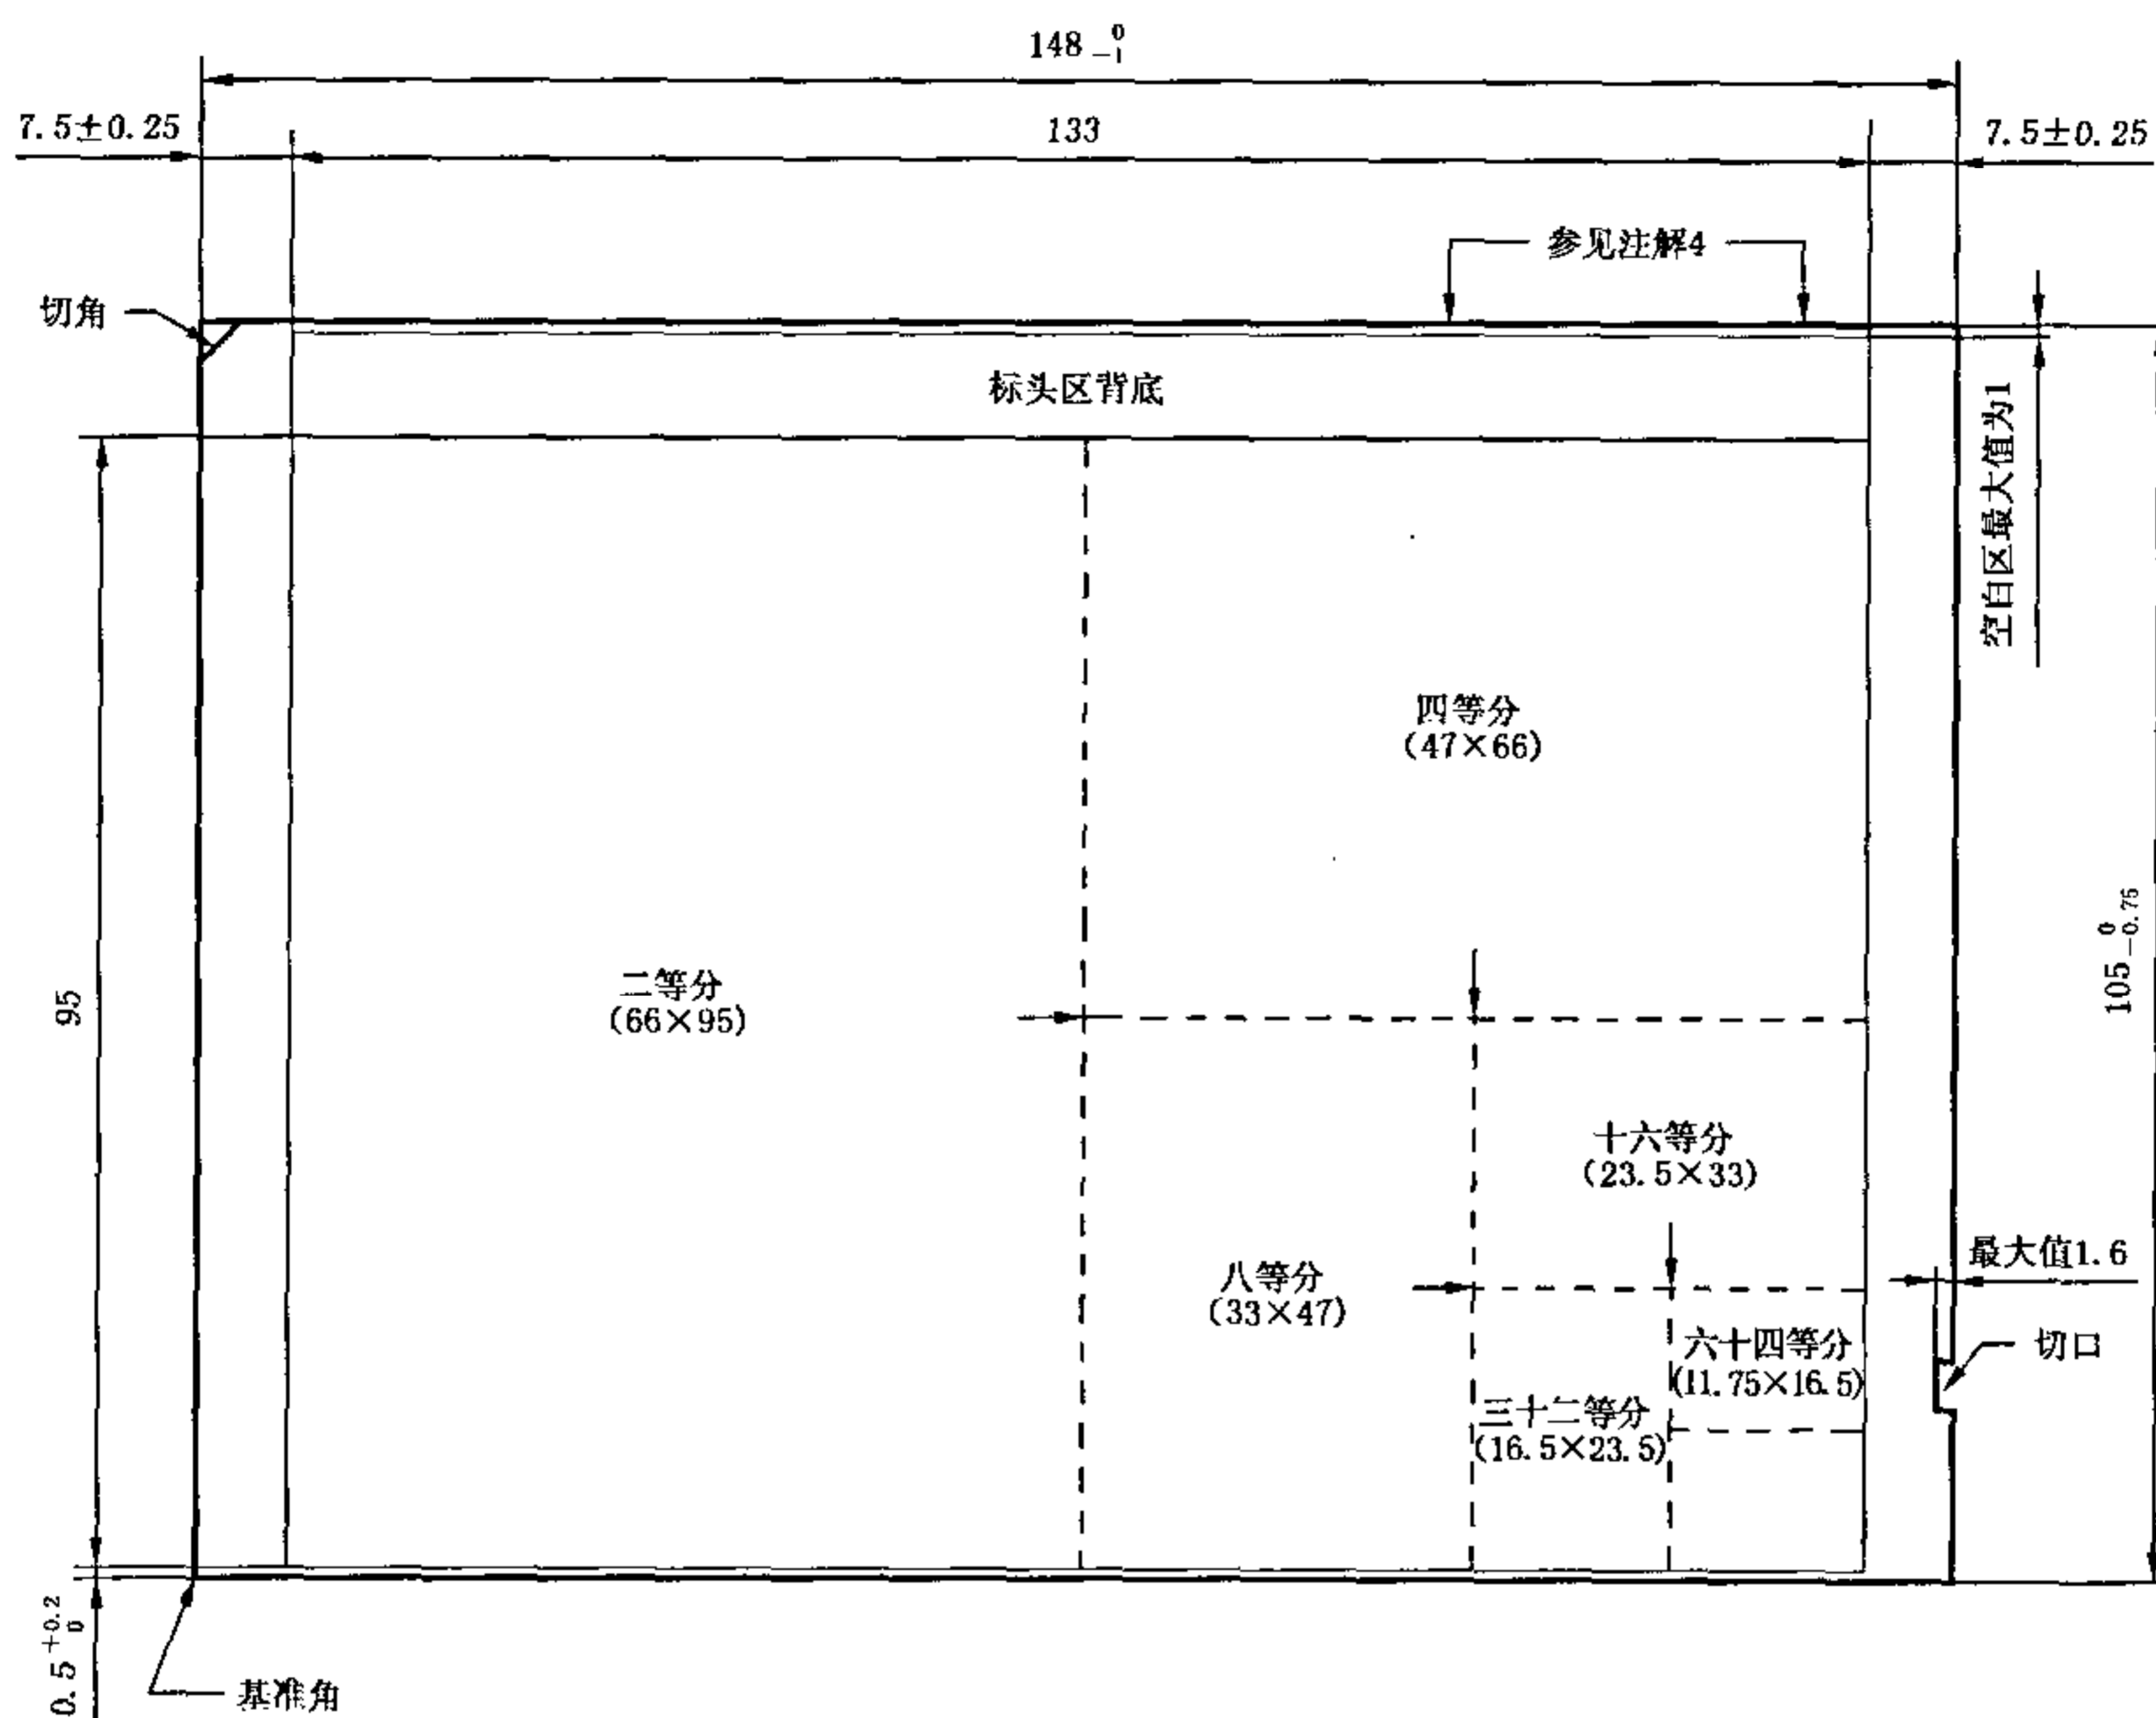 148 0 -1
7.5±0.25
133
7.5±0.25
参见注解4
切角
标头区背底
空白区最大值为1
四等分
(47×66)
105 0 -0.75
95
二等分
(66×95)
十六等分
(23.5×33)
最大值1.6
八等分
(33×47)
六十四等分
(11.75×16.5)
切口
三十二等分
(16.5×23.5)
0.5 +0.2 0
基准角